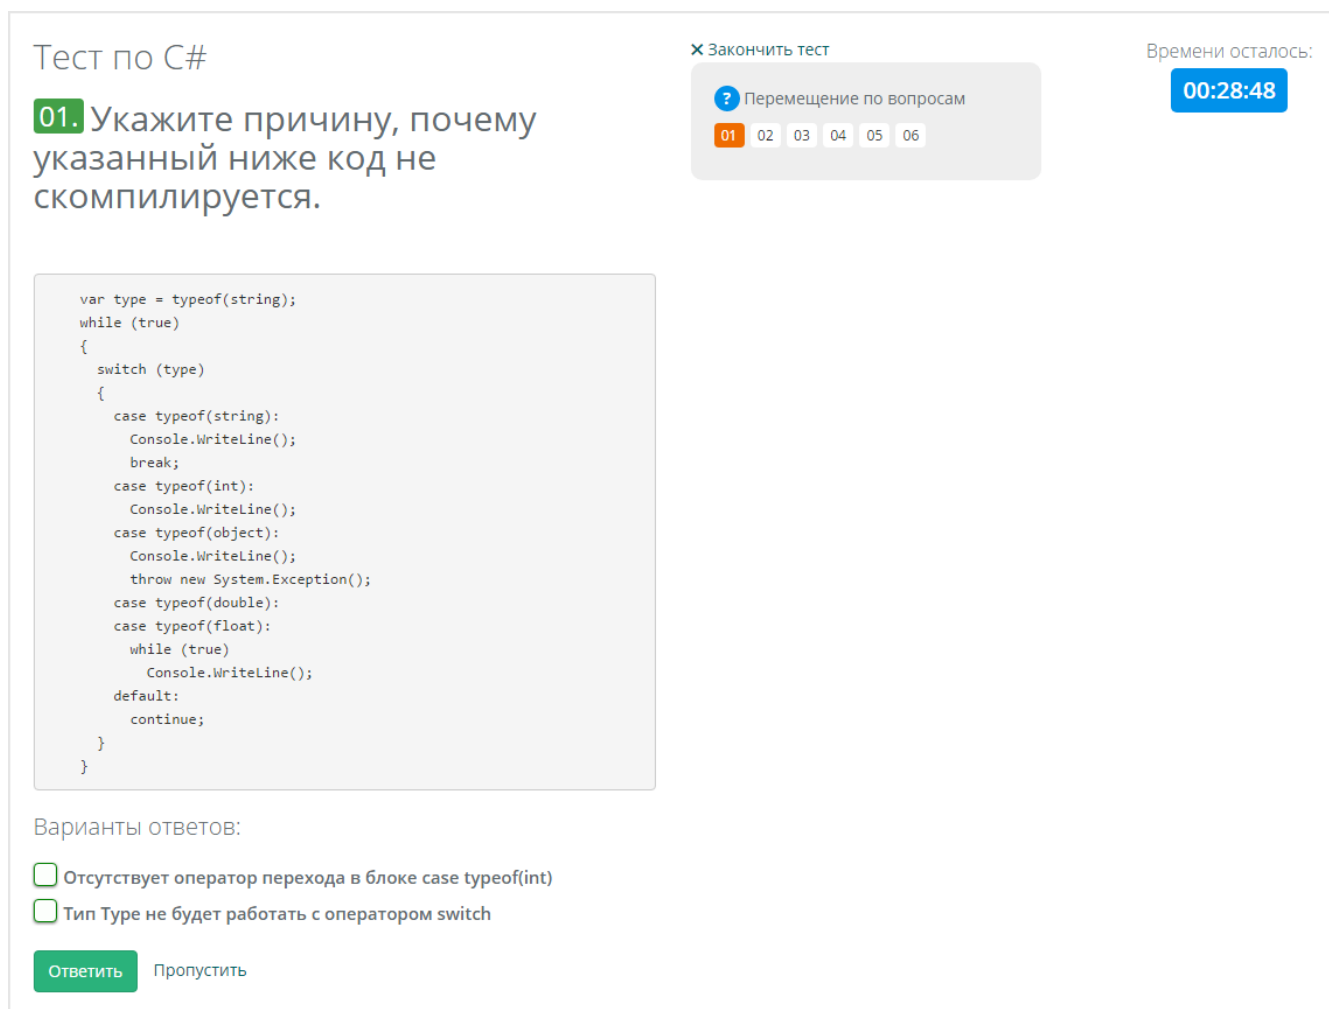 Тест по C#
01. Укажите причину, почему
указанный ниже код не
скомпилируется.
× Закончить тест
? Перемещение по вопросам
01 02 03 04 05 06
Времени осталось:
00:28:48
var type = typeof(string);
while (true)
{
switch (type)
{
case typeof(string):
Console.WriteLine();
break;
case typeof(int):
Console.WriteLine();
case typeof(object):
Console.WriteLine();
throw new System.Exception();
case typeof(double):
case typeof(float):
while (true)
Console.WriteLine();
default:
continue;
}
}
Варианты ответов:
Отсутствует оператор перехода в блоке case typeof(int)
Тип Type не будет работать с оператором switch
Ответить Пропустить